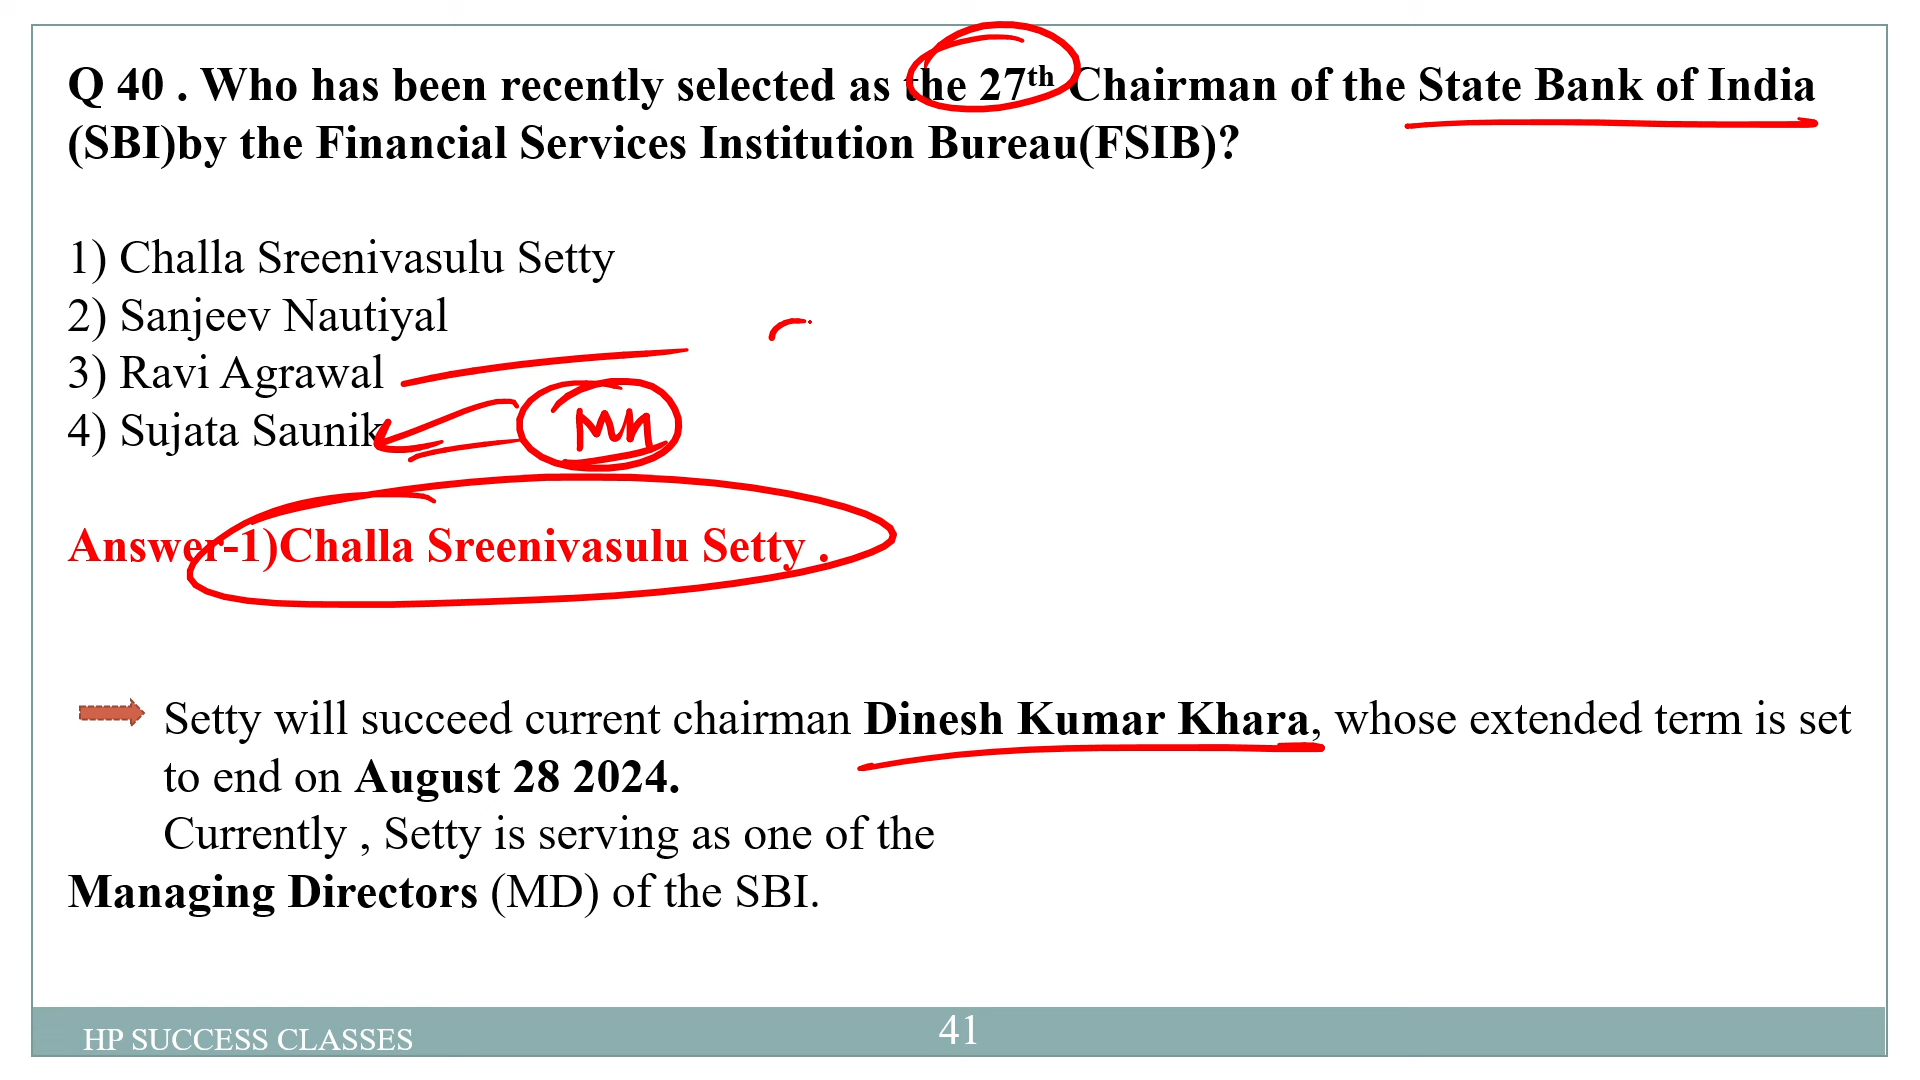 Q 40 . Who has been recently selected as the 27th Chairman of the State Bank of India
(SBI)by the Financial Services Institution Bureau(FSIB)?
1) Challa Sreenivasulu Setty
2) Sanjeev Nautiyal
3) Ravi Agrawal
4) Sujata Saunik
Answer-1)Challa Sreenivasulu Setty .
Setty will succeed current chairman Dinesh Kumar Khara, whose extended term is set
to end on August 28 2024.
Currently , Setty is serving as one of the
Managing Directors (MD) of the SBI.
HP SUCCESS CLASSES
41